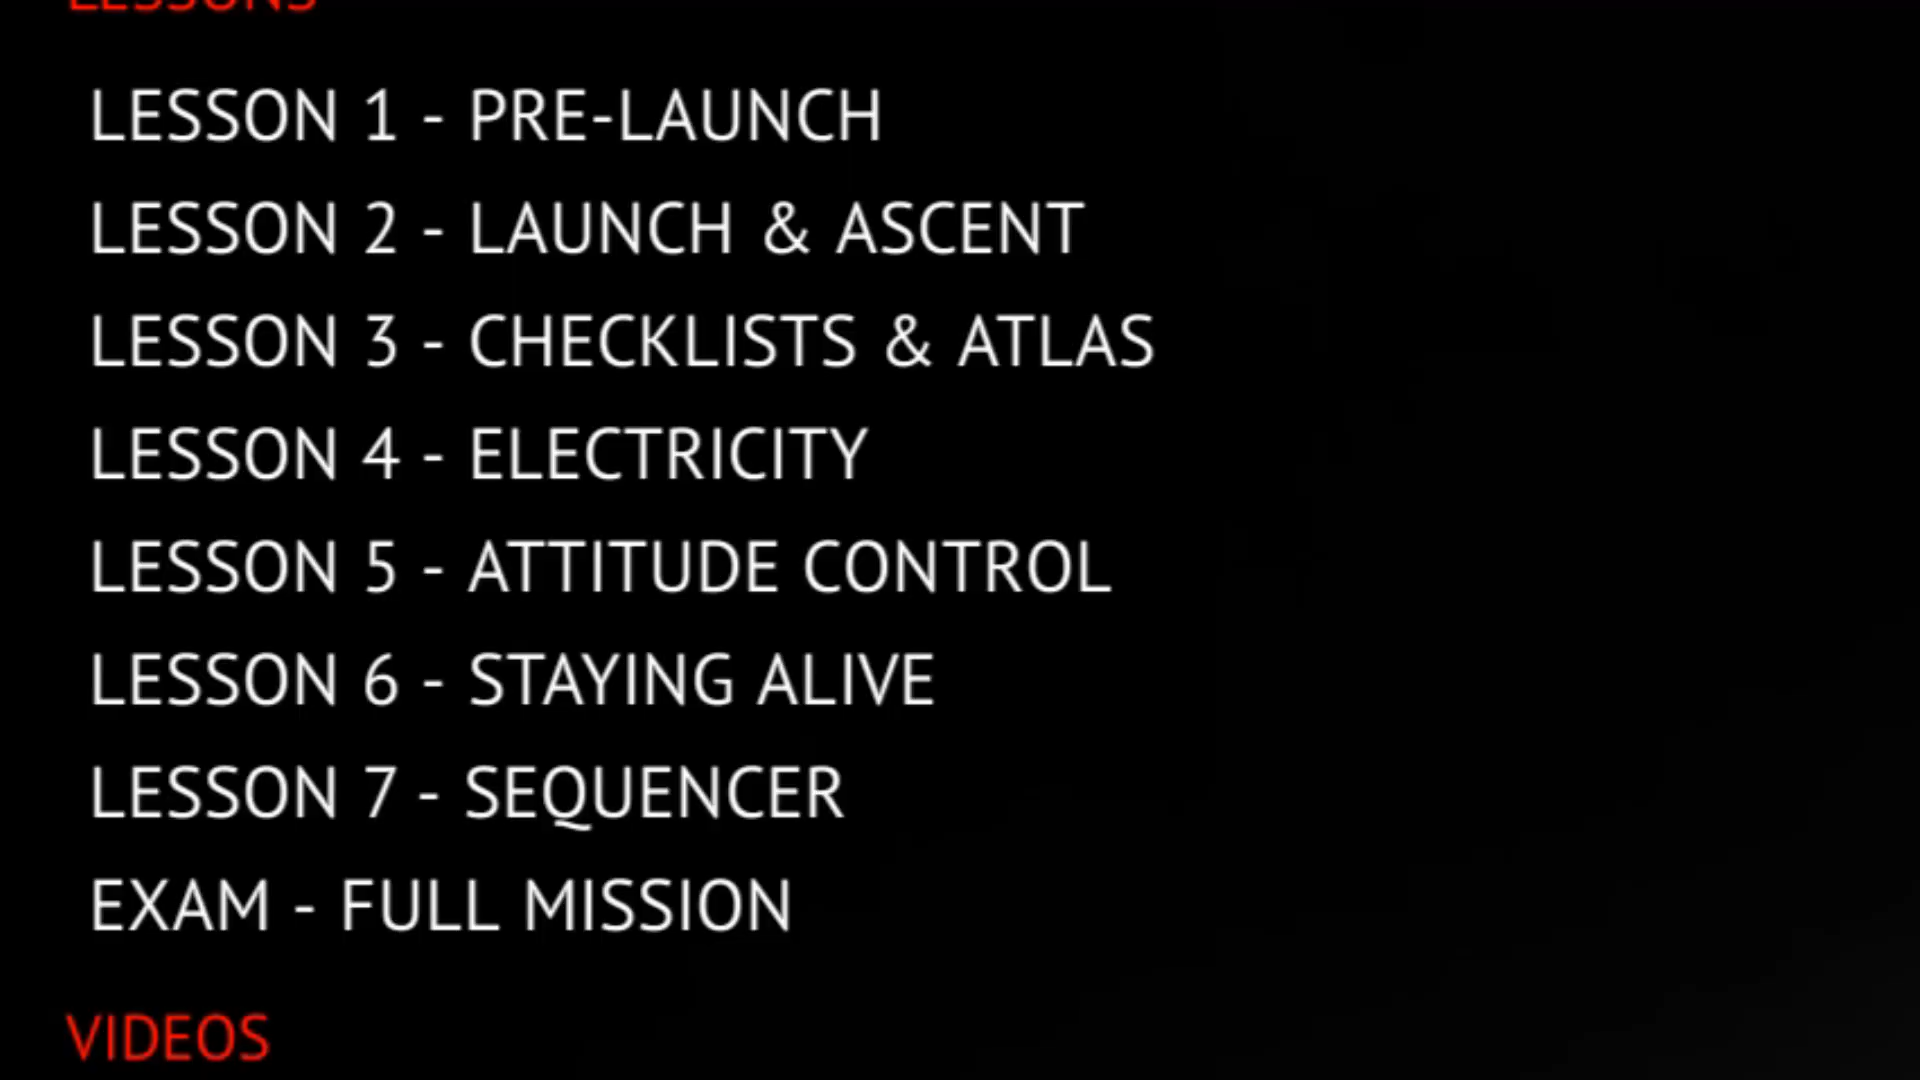 LESSONS
LESSON 1 - PRE-LAUNCH
LESSON 2 - LAUNCH & ASCENT
LESSON 3 - CHECKLISTS & ATLAS
LESSON 4 - ELECTRICITY
LESSON 5 - ATTITUDE CONTROL
LESSON 6 - STAYING ALIVE
LESSON 7 - SEQUENCER
EXAM - FULL MISSION
VIDEOS